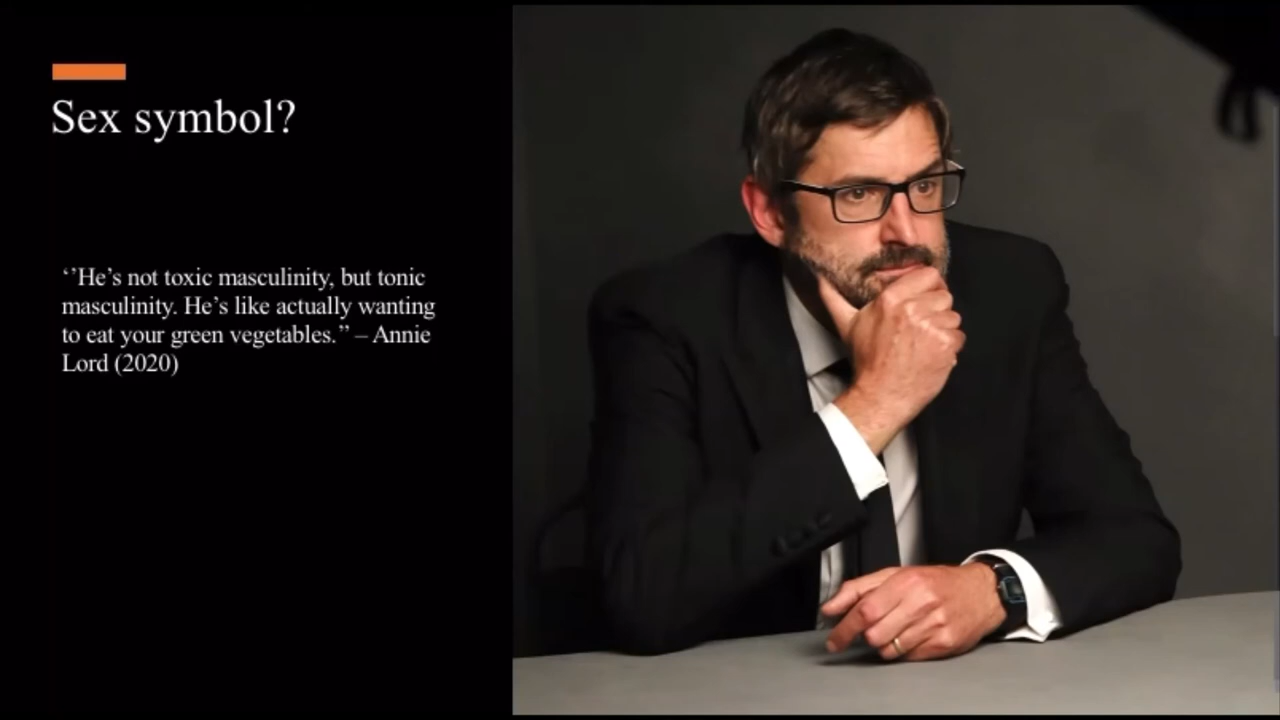 Sex symbol?
‘’He’s not toxic masculinity, but tonic
masculinity. He’s like actually wanting
to eat your green vegetables.” – Annie
Lord (2020)